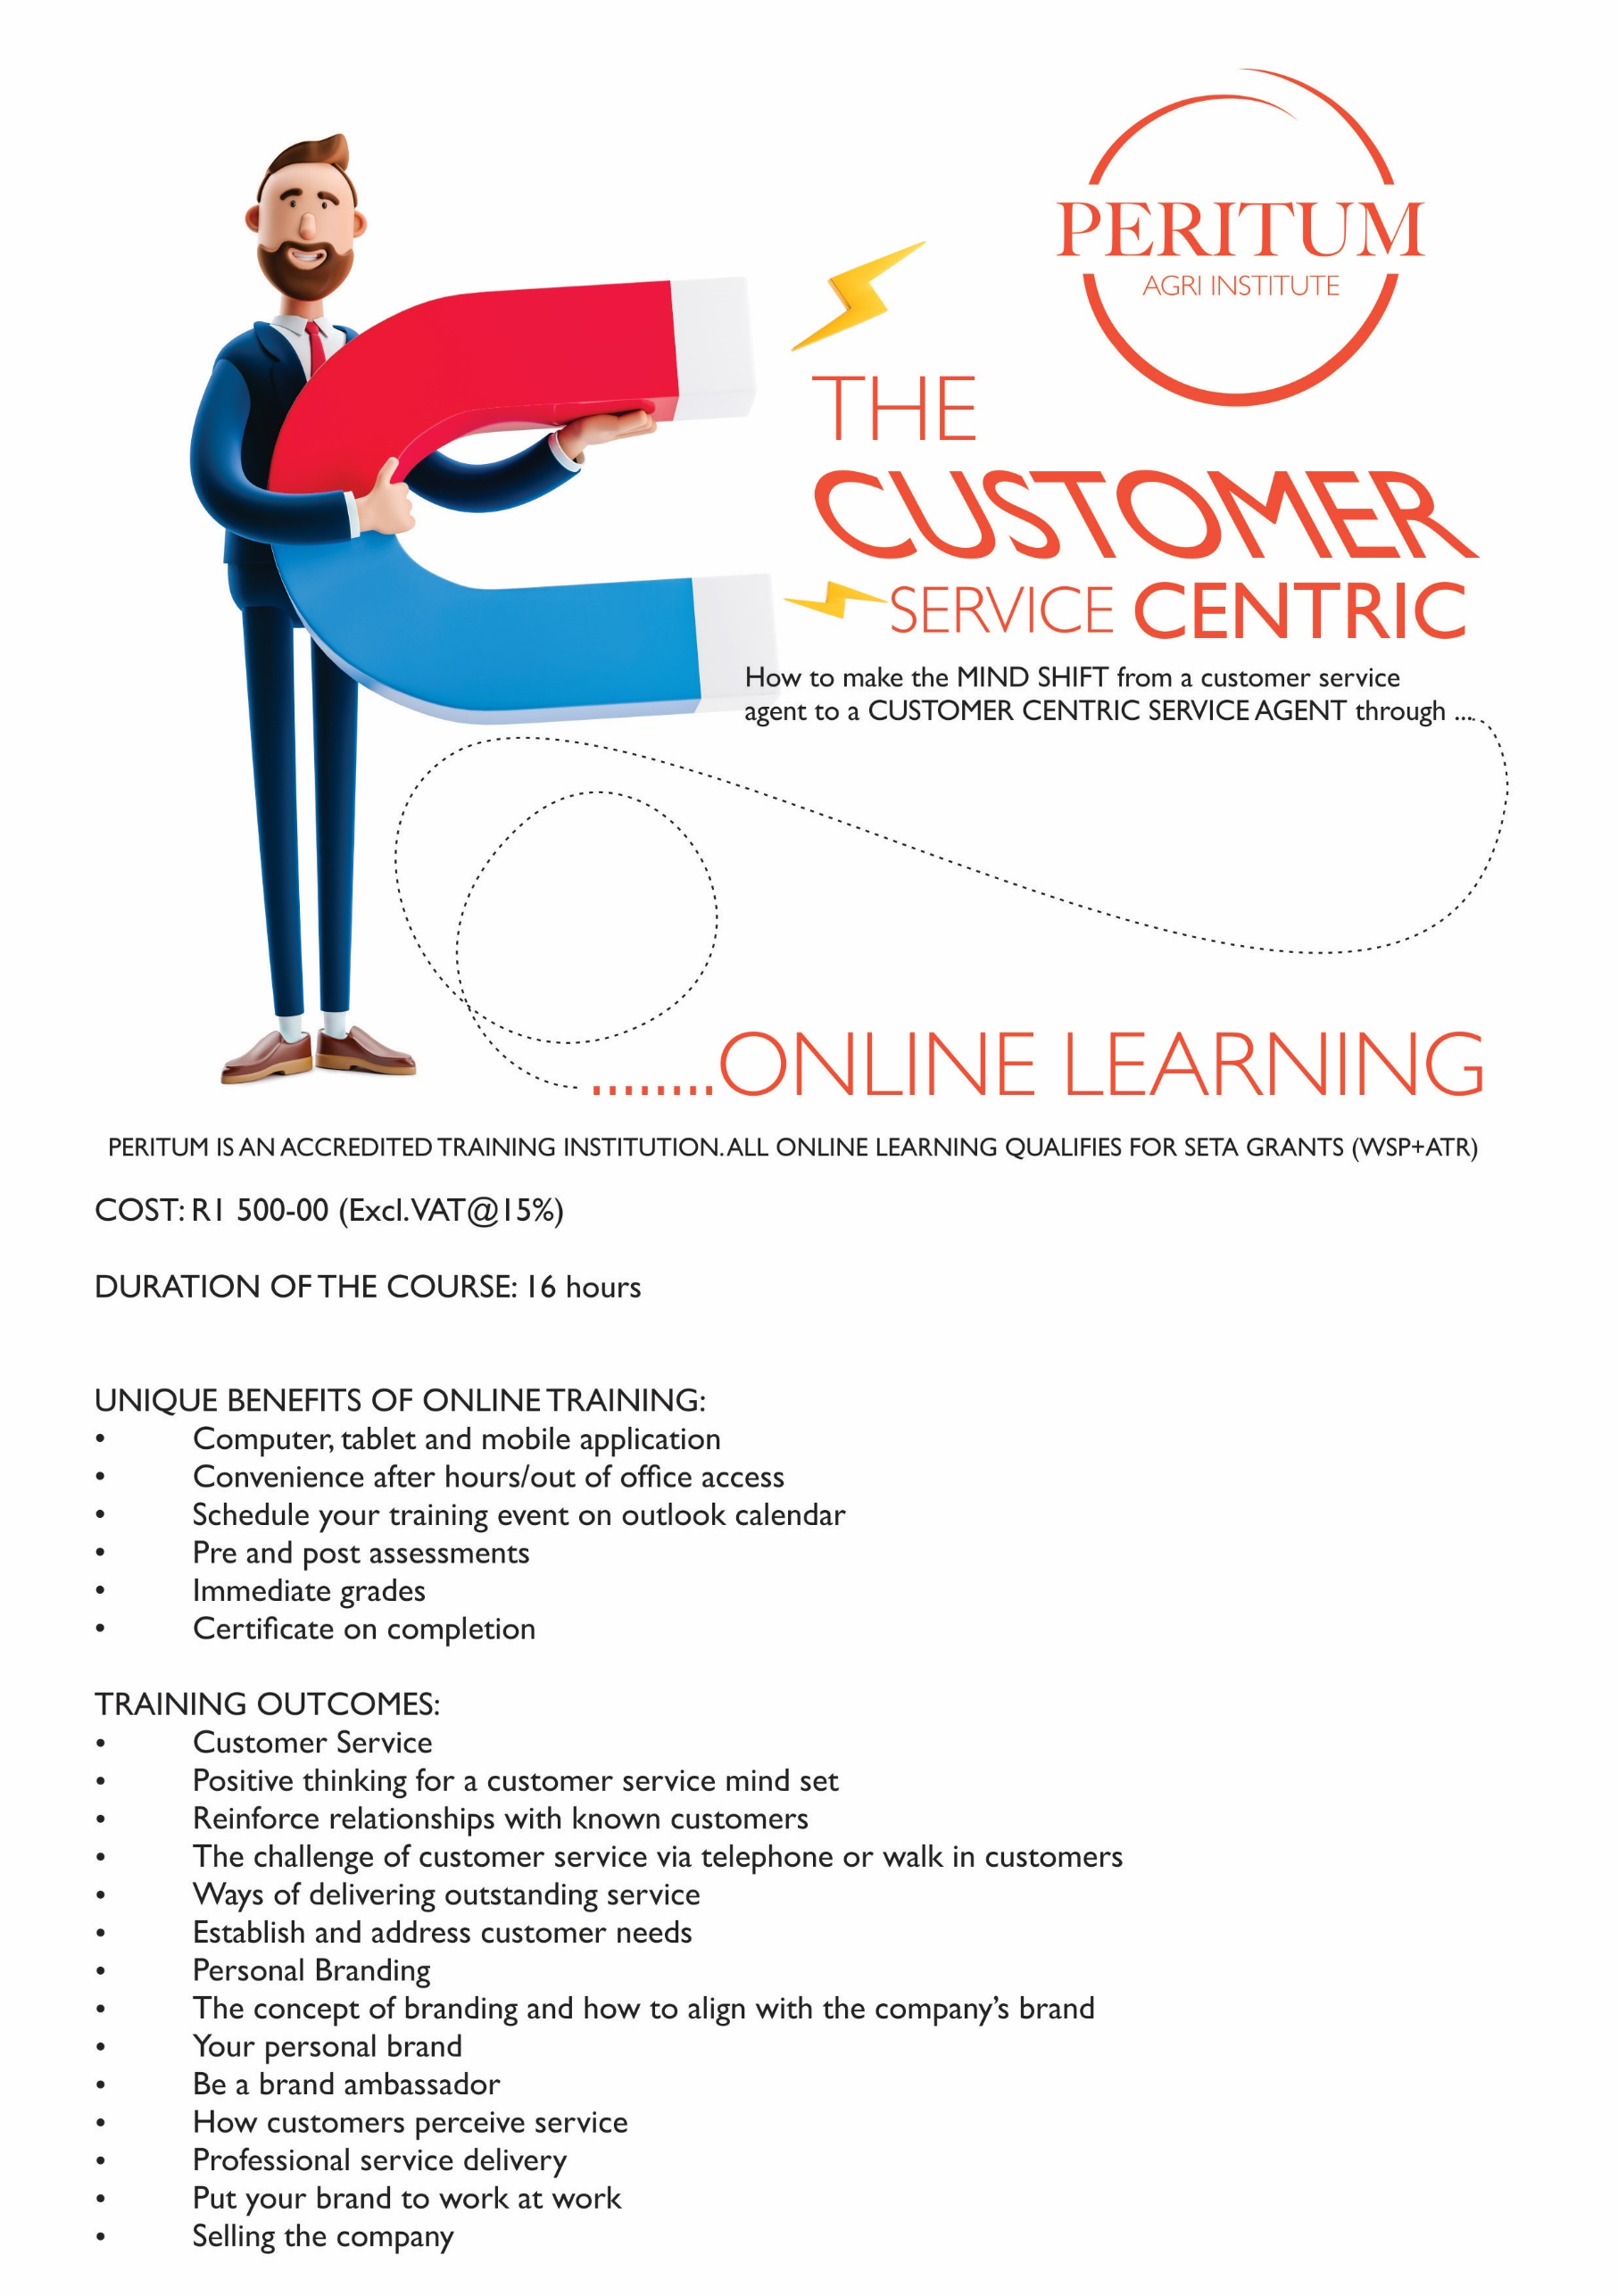 PERITUM
AGRI INSTITUTE
THE
CUSTOMER
SERVICE CENTRIC
How to make the MIND SHIFT from a customer service
agent to a CUSTOMER CENTRIC SERVICE AGENT through ...
........ONLINE LEARNING
PERITUM IS AN ACCREDITED TRAINING INSTITUTION. ALL ONLINE LEARNING QUALIFIES FOR SETA GRANTS (WSP+ATR)
COST: R1 500-00 (Excl. VAT@15%)
DURATION OF THE COURSE: 16 hours
UNIQUE BENEFITS OF ONLINE TRAINING:
• Computer, tablet and mobile application
• Convenience after hours/out of office access
• Schedule your training event on outlook calendar
• Pre and post assessments
• Immediate grades
• Certificate on completion
TRAINING OUTCOMES:
• Customer Service
• Positive thinking for a customer service mind set
• Reinforce relationships with known customers
• The challenge of customer service via telephone or walk in customers
• Ways of delivering outstanding service
• Establish and address customer needs
• Personal Branding
• The concept of branding and how to align with the company’s brand
• Your personal brand
• Be a brand ambassador
• How customers perceive service
• Professional service delivery
• Put your brand to work at work
• Selling the company